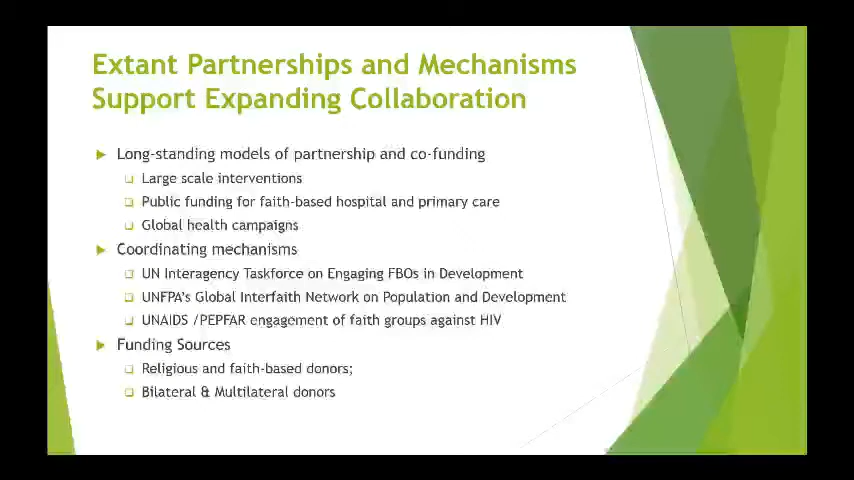 Extant Partnerships and Mechanisms
Support Expanding Collaboration
Long-standing models of partnership and co-funding
Large scale interventions
Public funding for faith-based hospital and primary care
Global health campaigns
Coordinating mechanisms
UN Interagency Taskforce on Engaging FBOs in Development
UNFPA's Global Interfaith Network on Population and Development
UNAIDS /PEPFAR engagement of faith groups against HIV
Funding Sources
Religious and faith-based donors;
Bilateral & Multilateral donors